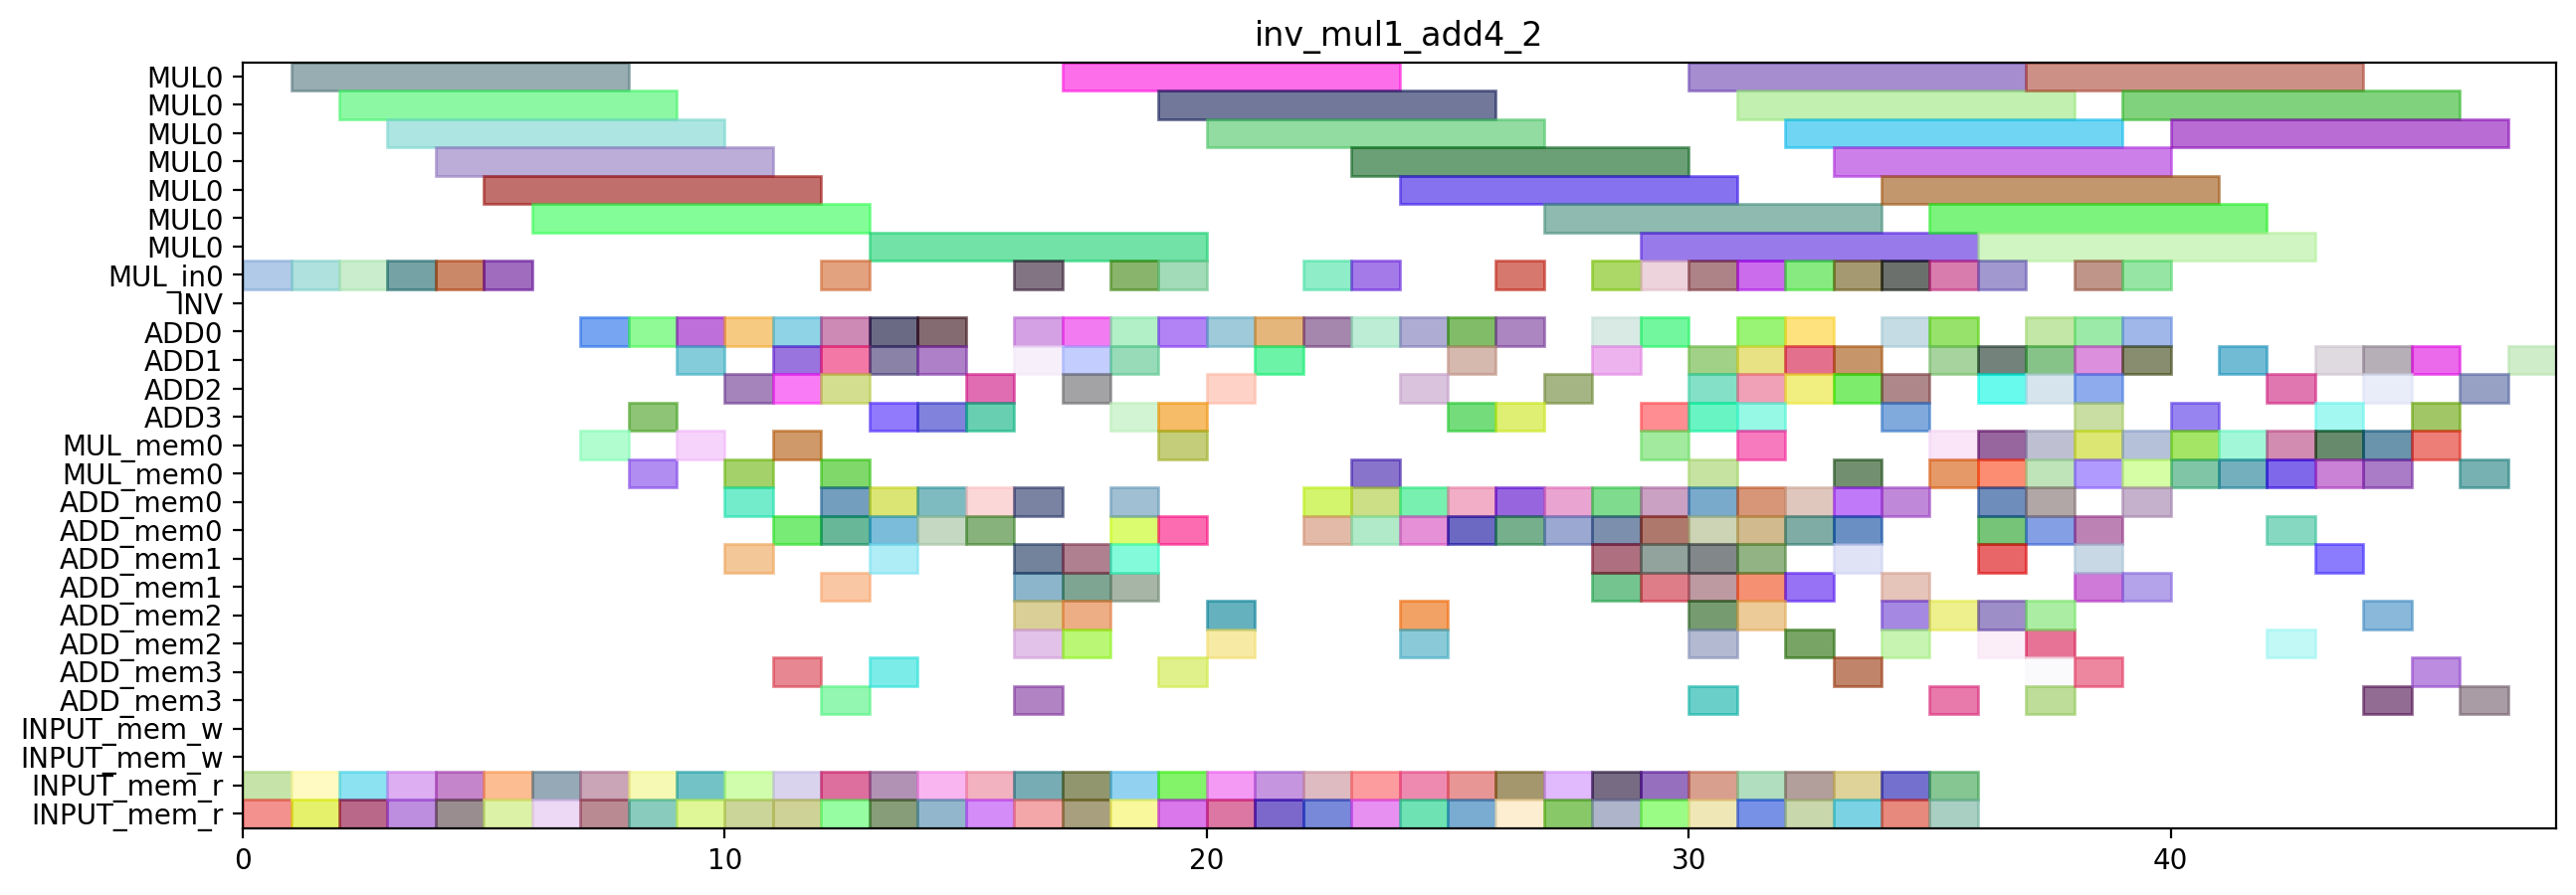 inv_mul1_add4_2
MUL0
MUL0
MUL0
MUL0
MUL0
MUL0
MUL0
MUL_in0
INV
ADD0
ADD1
ADD2
ADD3
MUL_mem0
MUL_mem0
ADD_mem0
ADD_mem0
ADD_mem1
ADD_mem1
ADD_mem2
ADD_mem2
ADD_mem3
ADD_mem3
INPUT_mem_w
INPUT_mem_w
INPUT_mem_r
INPUT_mem_r
0 10 20 30 40